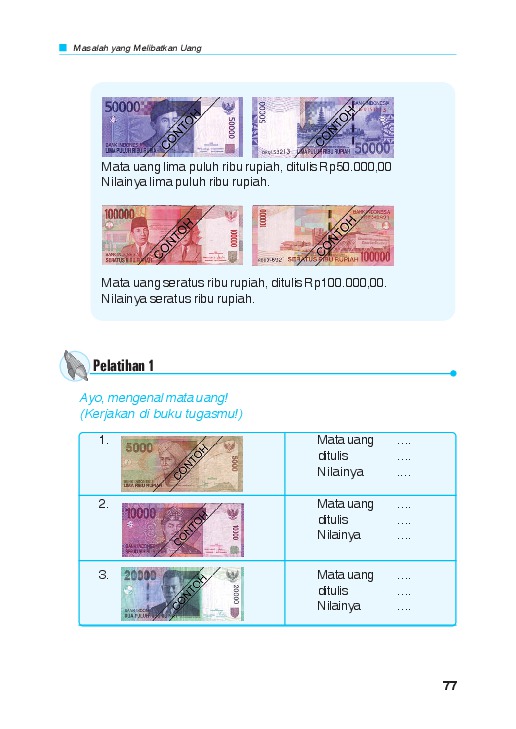 Masalah yang Melibatkan Uang
50000
CONTOH
50000
BANK INDONESIA
LIMA PULUH RIBU RUPIAH
50000
BANK INDONESIA
CONTOH
LIMA PULUH RIBU RUPIAH
50000
Mata uang lima puluh ribu rupiah, ditulis Rp50.000,00
Nilainya lima puluh ribu rupiah.
100000
CONTOH
100000
SERATUS RIBU RUPIAH
100000
BANK INDONESIA
CONTOH
SERATUS RIBU RUPIAH
100000
Mata uang seratus ribu rupiah, ditulis Rp100.000,00.
Nilainya seratus ribu rupiah.
Pelatihan 1
Ayo, mengenal mata uang!
(Kerjakan di buku tugasmu!)
1.
5000
CONTOH
5000
LIMA RIBU RUPIAH
Mata uang ....
ditulis ....
Nilainya ....
2.
10000
CONTOH
10000
BANK INDONESIA
Mata uang ....
ditulis ....
Nilainya ....
3.
20000
CONTOH
20000
Mata uang ....
ditulis ....
Nilainya ....
77